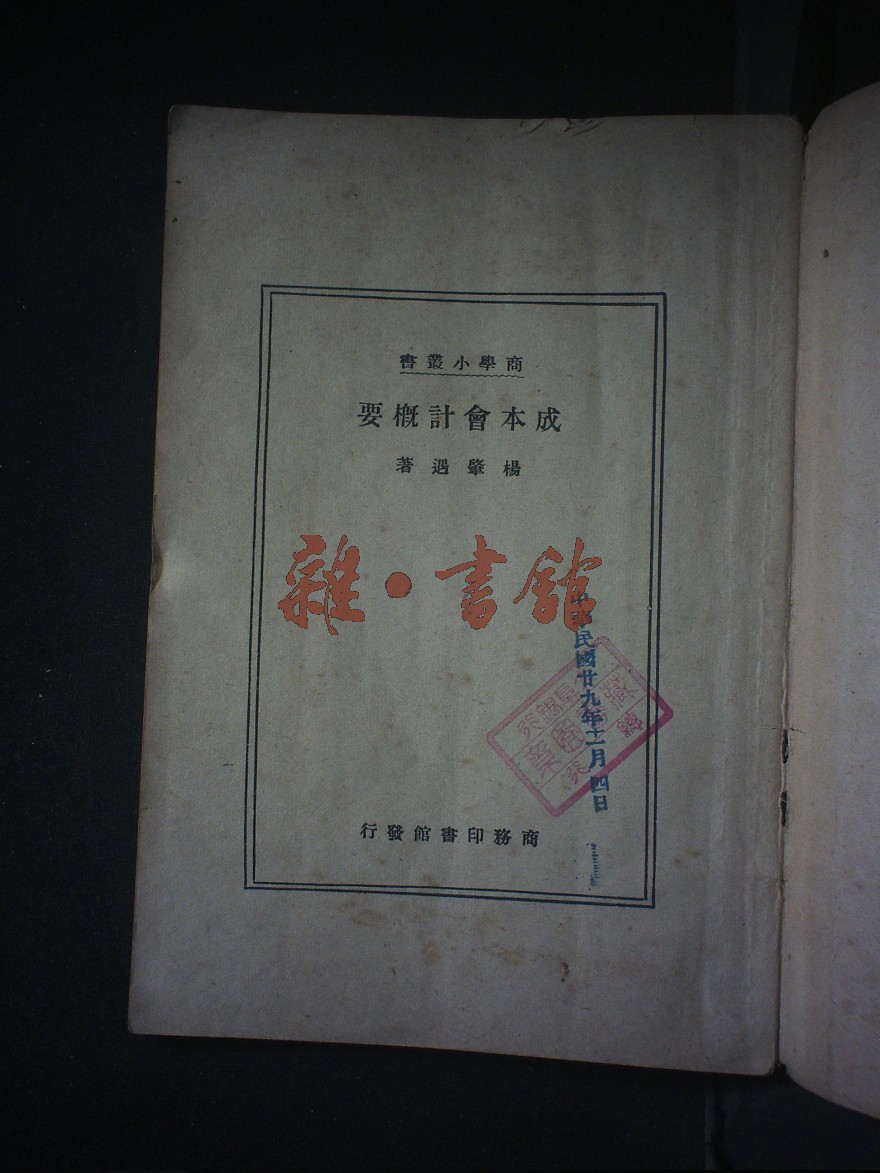 商學小叢書
成本會計概要
楊肇遇著
雜·書館
中華民國廿九年十二月四日
商務印書館發行